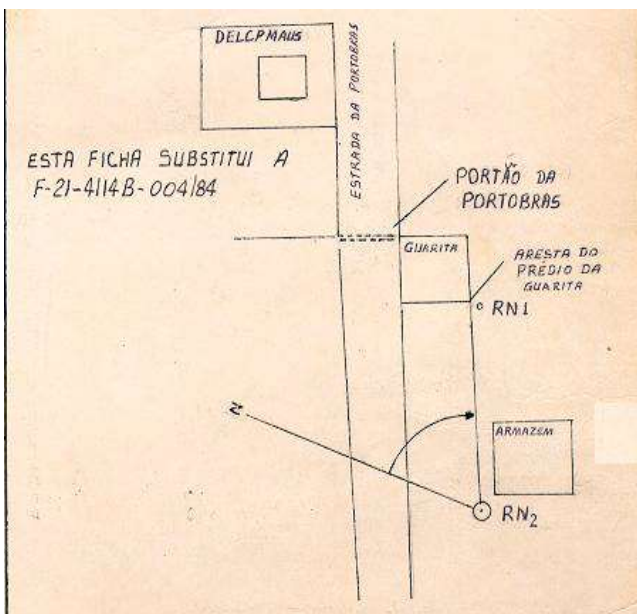 DELCPMAUS
ESTRADA DA PORTOBRAS
ESTA FICHA SUBSTITUI A
F-21-4114B-004/84
PORTÃO DA
PORTOBRAS
GUARITA
ARESTA DO
PRÉDIO DA
GUARITA
RN1
N
ARMAZEM
RN2